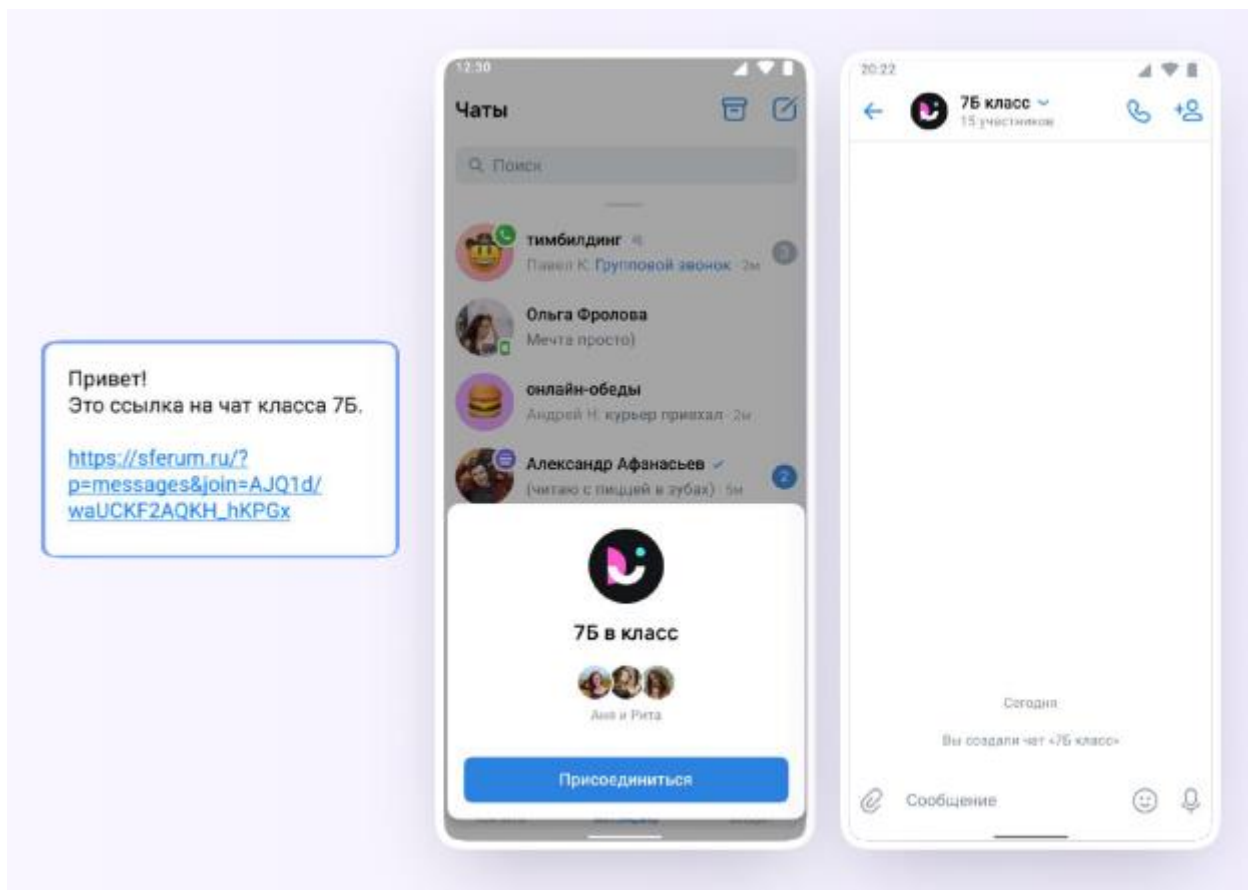 Привет!
Это ссылка на чат класса 7Б.
https://sferum.ru/?
p=messages&join=AJQ1d/
waUCKF2AQKH_hKPGx
12:30
Чаты
Поиск
тимбилдинг
Павел К: Групповой звонок · 2м
3
Ольга Фролова
Мечта просто)
онлайн-обеды
Андрей Н: курьер приехал · 2м
Александр Афанасьев
(читаю с пиццей в зубах) · 5м
2
7Б в класс
Аня и Рита
Присоединиться
20:22
7Б класс
15 участников
Сегодня
Вы создали чат «7Б класс»
Сообщение